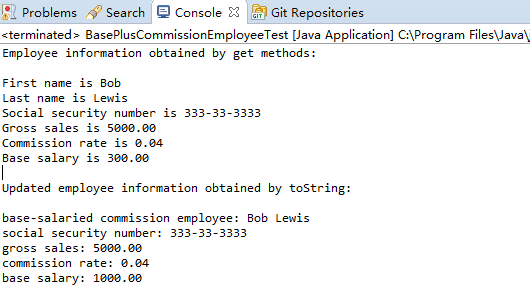 Problems Search Console Git Repositories
<terminated> BasePlusCommissionEmployeeTest [Java Application] C:\Program Files\Java\
Employee information obtained by get methods:
First name is Bob
Last name is Lewis
Social security number is 333-33-3333
Gross sales is 5000.00
Commission rate is 0.04
Base salary is 300.00
Updated employee information obtained by toString:
base-salaried commission employee: Bob Lewis
social security number: 333-33-3333
gross sales: 5000.00
commission rate: 0.04
base salary: 1000.00